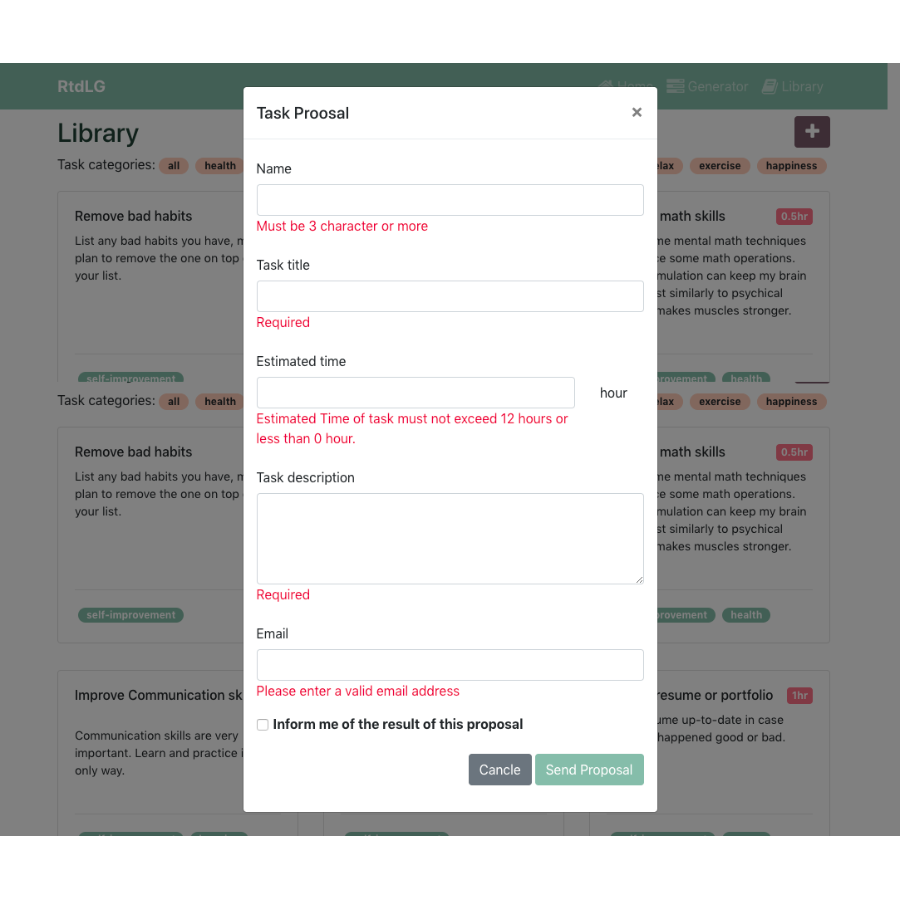 RtdLG
Home Generator Library
Task Proosal ×
Library
Task categories: all health lax exercise happiness
Name
Must be 3 character or more
Task title
Required
Estimated time
hour
Estimated Time of task must not exceed 12 hours or
less than 0 hour.
Task description
Required
Email
Please enter a valid email address
Inform me of the result of this proposal
Cancle Send Proposal
Remove bad habits
List any bad habits you have,
plan to remove the one on top
your list.
self-improvement
math skills 0.5hr
me mental math techniques
some math operations.
mulation can keep my brain
st similarly to psychical
makes muscles stronger.
rovement health
Task categories: all health lax exercise happiness
Remove bad habits
List any bad habits you have,
plan to remove the one on top
your list.
self-improvement
math skills 0.5hr
me mental math techniques
some math operations.
mulation can keep my brain
st similarly to psychical
makes muscles stronger.
rovement health
Improve Communication sk
Communication skills are very
important. Learn and practice
only way.
resume or portfolio 1hr
ume up-to-date in case
happened good or bad.